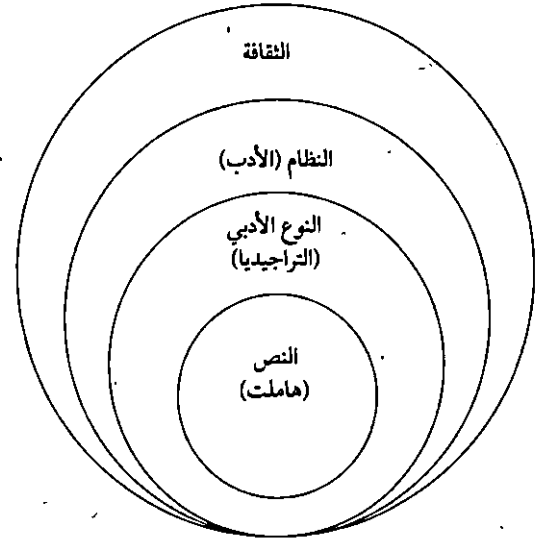 الثقافة
النظام (الأدب)
النوع الأدبي
(التراجيديا)
النص
(هاملت)